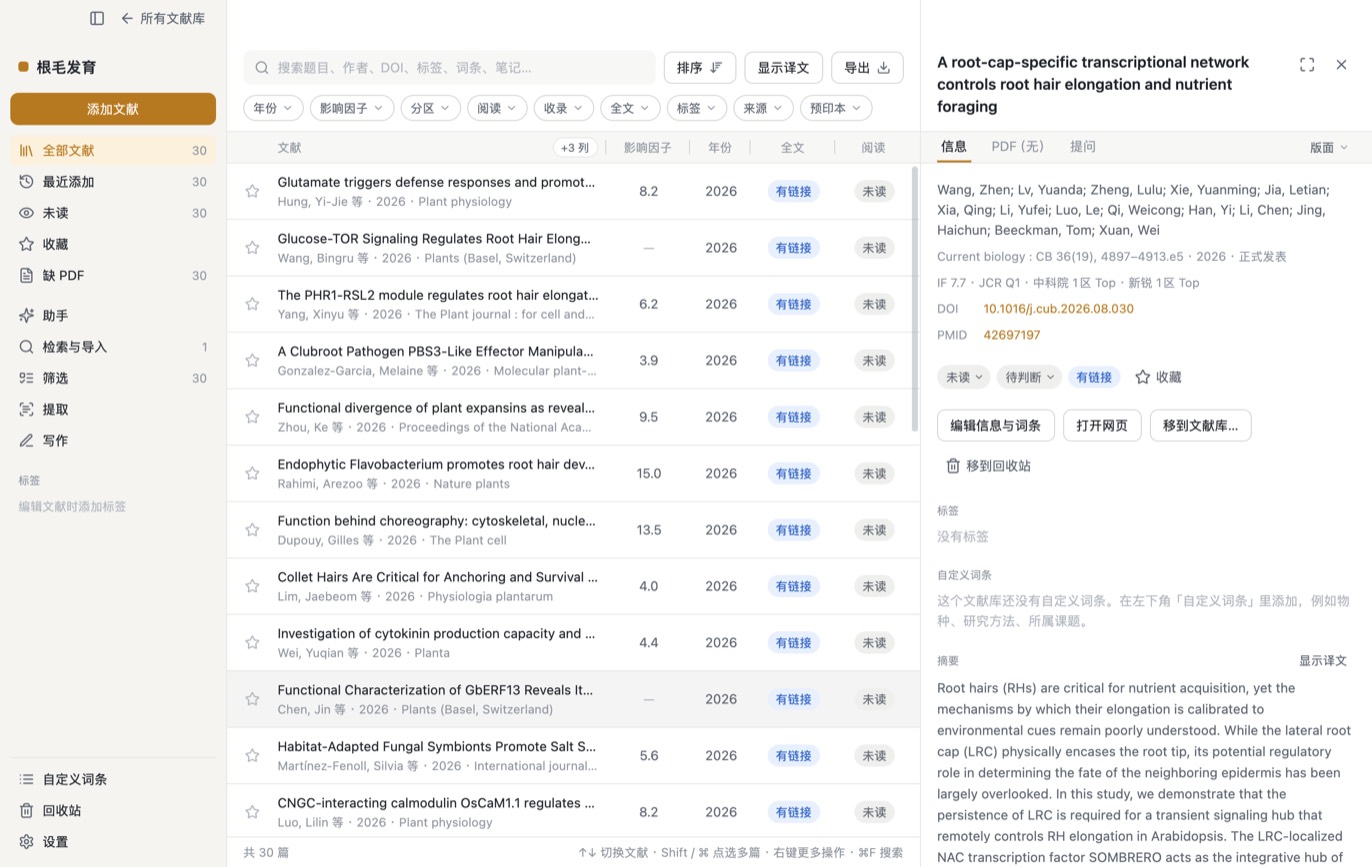 所有文献库
根毛发育
添加文献
全部文献 30
最近添加 30
未读 30
收藏
缺 PDF 30
助手
检索与导入 1
筛选 30
提取
写作
标签
编辑文献时添加标签
自定义词条
回收站
设置
搜索题目、作者、DOI、标签、词条、笔记...
排序
显示译文
导出
年份 影响因子 分区 阅读 收录 全文 标签 来源 预印本
文献 +3 列 影响因子 年份 全文 阅读
Glutamate triggers defense responses and promot... 8.2 2026 有链接 未读
Hung, Yi-Jie 等 · 2026 · Plant physiology
Glucose-TOR Signaling Regulates Root Hair Elong... — 2026 有链接 未读
Wang, Bingru 等 · 2026 · Plants (Basel, Switzerland)
The PHR1-RSL2 module regulates root hair elongat... 6.2 2026 有链接 未读
Yang, Xinyu 等 · 2026 · The Plant journal : for cell and...
A Clubroot Pathogen PBS3-Like Effector Manipula... 3.9 2026 有链接 未读
Gonzalez-Garcia, Melaine 等 · 2026 · Molecular plant-...
Functional divergence of plant expansins as reveal... 9.5 2026 有链接 未读
Zhou, Ke 等 · 2026 · Proceedings of the National Aca...
Endophytic Flavobacterium promotes root hair dev... 15.0 2026 有链接 未读
Rahimi, Arezoo 等 · 2026 · Nature plants
Function behind choreography: cytoskeletal, nucle... 13.5 2026 有链接 未读
Dupouy, Gilles 等 · 2026 · The Plant cell
Collet Hairs Are Critical for Anchoring and Survival ... 4.0 2026 有链接 未读
Lim, Jaebeom 等 · 2026 · Physiologia plantarum
Investigation of cytokinin production capacity and ... 4.4 2026 有链接 未读
Wei, Yuqian 等 · 2026 · Planta
Functional Characterization of GbERF13 Reveals It... — 2026 有链接 未读
Chen, Jin 等 · 2026 · Plants (Basel, Switzerland)
Habitat-Adapted Fungal Symbionts Promote Salt S... 5.6 2026 有链接 未读
Martínez-Fenoll, Silvia 等 · 2026 · International journal...
CNGC-interacting calmodulin OsCaM1.1 regulates ... 8.2 2026 有链接 未读
Luo, Lilin 等 · 2026 · Plant physiology
共 30 篇 ↑↓ 切换文献 · Shift / ⌘ 点选多篇 · 右键更多操作 · ⌘F 搜索
A root-cap-specific transcriptional network
controls root hair elongation and nutrient
foraging
信息 PDF (无) 提问 版面
Wang, Zhen; Lv, Yuanda; Zheng, Lulu; Xie, Yuanming; Jia, Letian;
Xia, Qing; Li, Yufei; Luo, Le; Qi, Weicong; Han, Yi; Li, Chen; Jing,
Haichun; Beeckman, Tom; Xuan, Wei
Current biology : CB 36(19), 4897–4913.e5 · 2026 · 正式发表
IF 7.7 · JCR Q1 · 中科院 1区 Top · 新锐 1区 Top
DOI 10.1016/j.cub.2026.08.030
PMID 42697197
未读 待判断 有链接 收藏
编辑信息与词条 打开网页 移到文献库...
移到回收站
标签
没有标签
自定义词条
这个文献库还没有自定义词条。在左下角「自定义词条」里添加，例如物
种、研究方法、所属课题。
摘要 显示译文
Root hairs (RHs) are critical for nutrient acquisition, yet the
mechanisms by which their elongation is calibrated to
environmental cues remain poorly understood. While the lateral root
cap (LRC) physically encases the root tip, its potential regulatory
role in determining the fate of the neighboring epidermis has been
largely overlooked. In this study, we demonstrate that the
persistence of LRC is required for a transient signaling hub that
remotely controls RH elongation in Arabidopsis. The LRC-localized
NAC transcription factor SOMBRERO acts as the integrative hub of